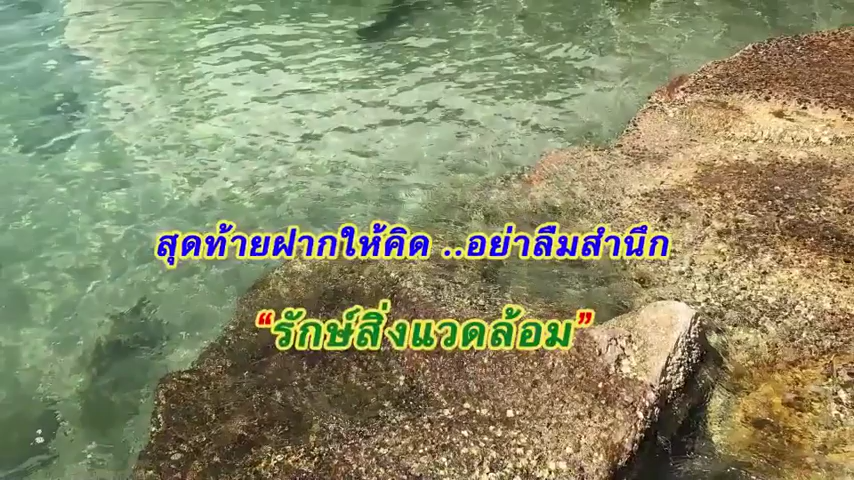 สุดท้ายฝากให้คิด ..อย่าลืมสำนึก
“รักษ์สิ่งแวดล้อม”